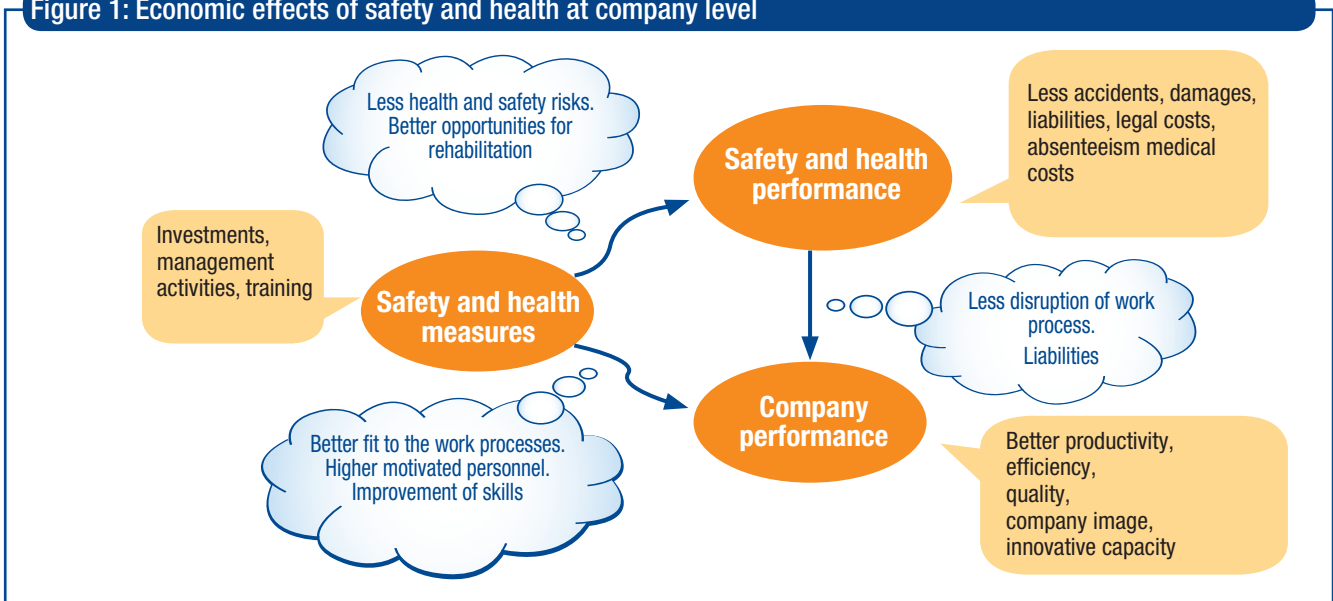 Figure 1: Economic effects of safety and health at company level
Less health and safety risks.
Better opportunities for
rehabilitation
Safety and health
performance
Less accidents, damages,
liabilities, legal costs,
absenteeism medical
costs
Investments,
management
activities, training
Safety and health
measures
Less disruption of work
process.
Liabilities
Better fit to the work processes.
Higher motivated personnel.
Improvement of skills
Company
performance
Better productivity,
efficiency,
quality,
company image,
innovative capacity